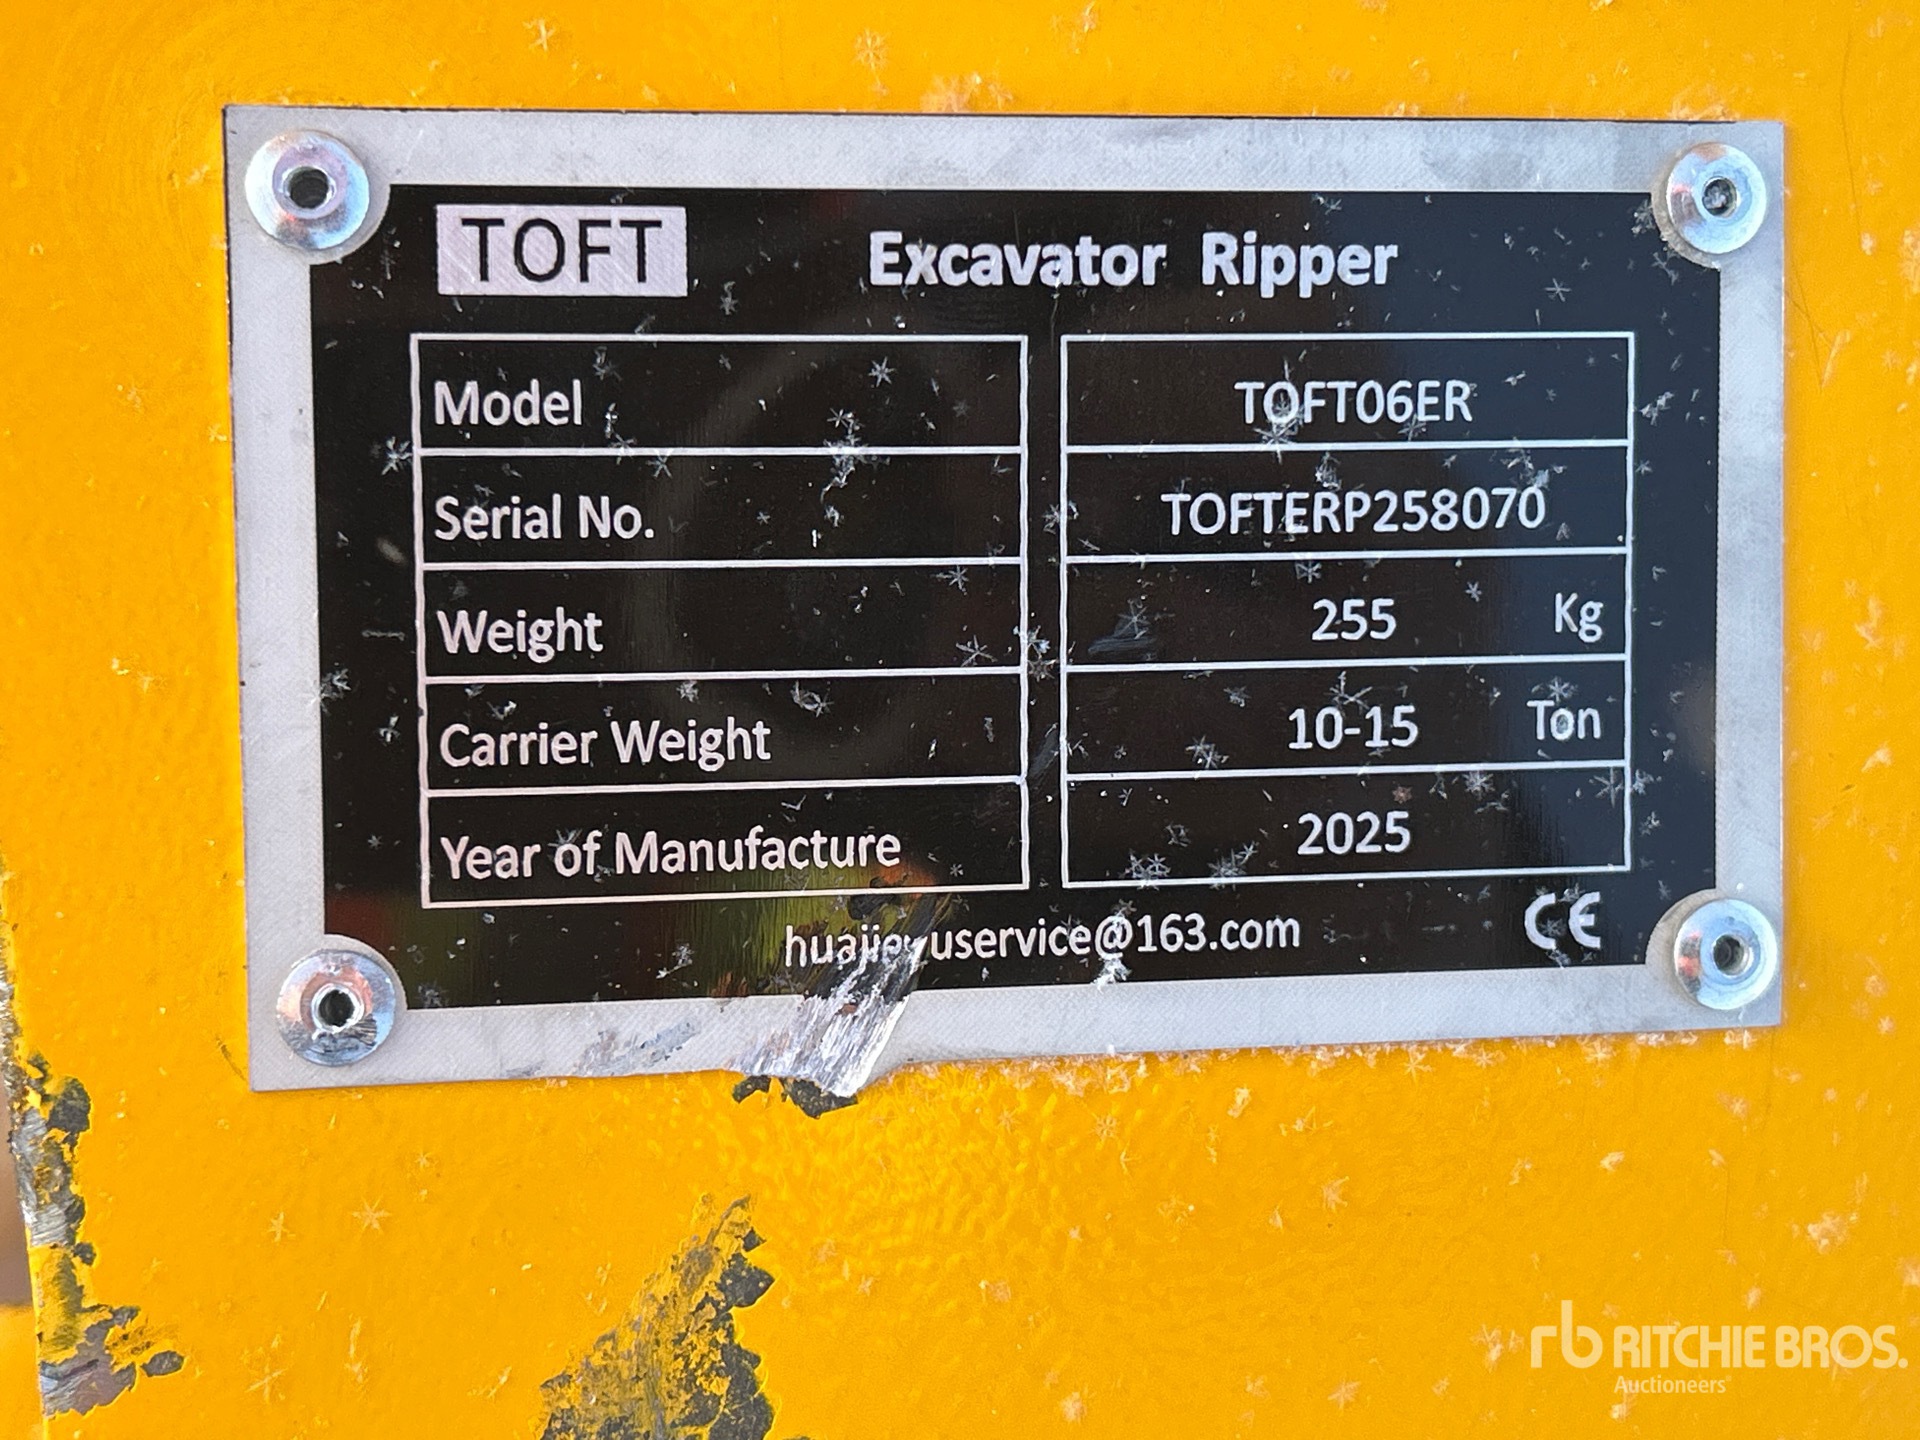 TOFT Excavator Ripper
Model TOFT06ER
Serial No. TOFTERP258070
Weight 255 Kg
Carrier Weight 10-15 Ton
Year of Manufacture 2025
CE
rb RITCHIE BROS.
Auctioneers